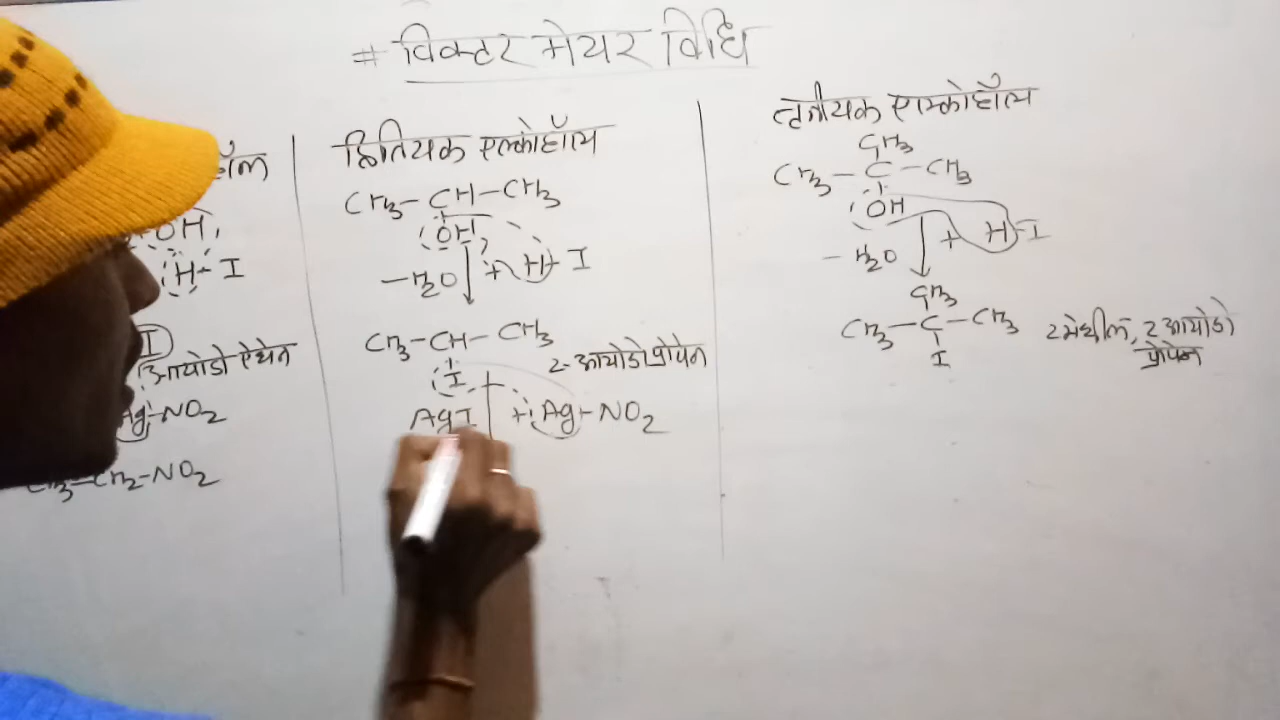 # विक्टर मेयर विधि
OH
H-I
I
आयोडो ऐथेन
Ag-NO2
CH3-CH2-NO2
द्वितियक एल्कोहॉल
CH3-CH-CH3
OH
-H2O + H-I
CH3-CH-CH3
I
2-आयोडो प्रोपेन
AgI + Ag-NO2
तृतीयक एल्कोहॉल
CH3
CH3-C-CH3
OH
-H2O + H-I
CH3
CH3-C-CH3
I
2 मेथील, 2 आयोडो
प्रोपेन